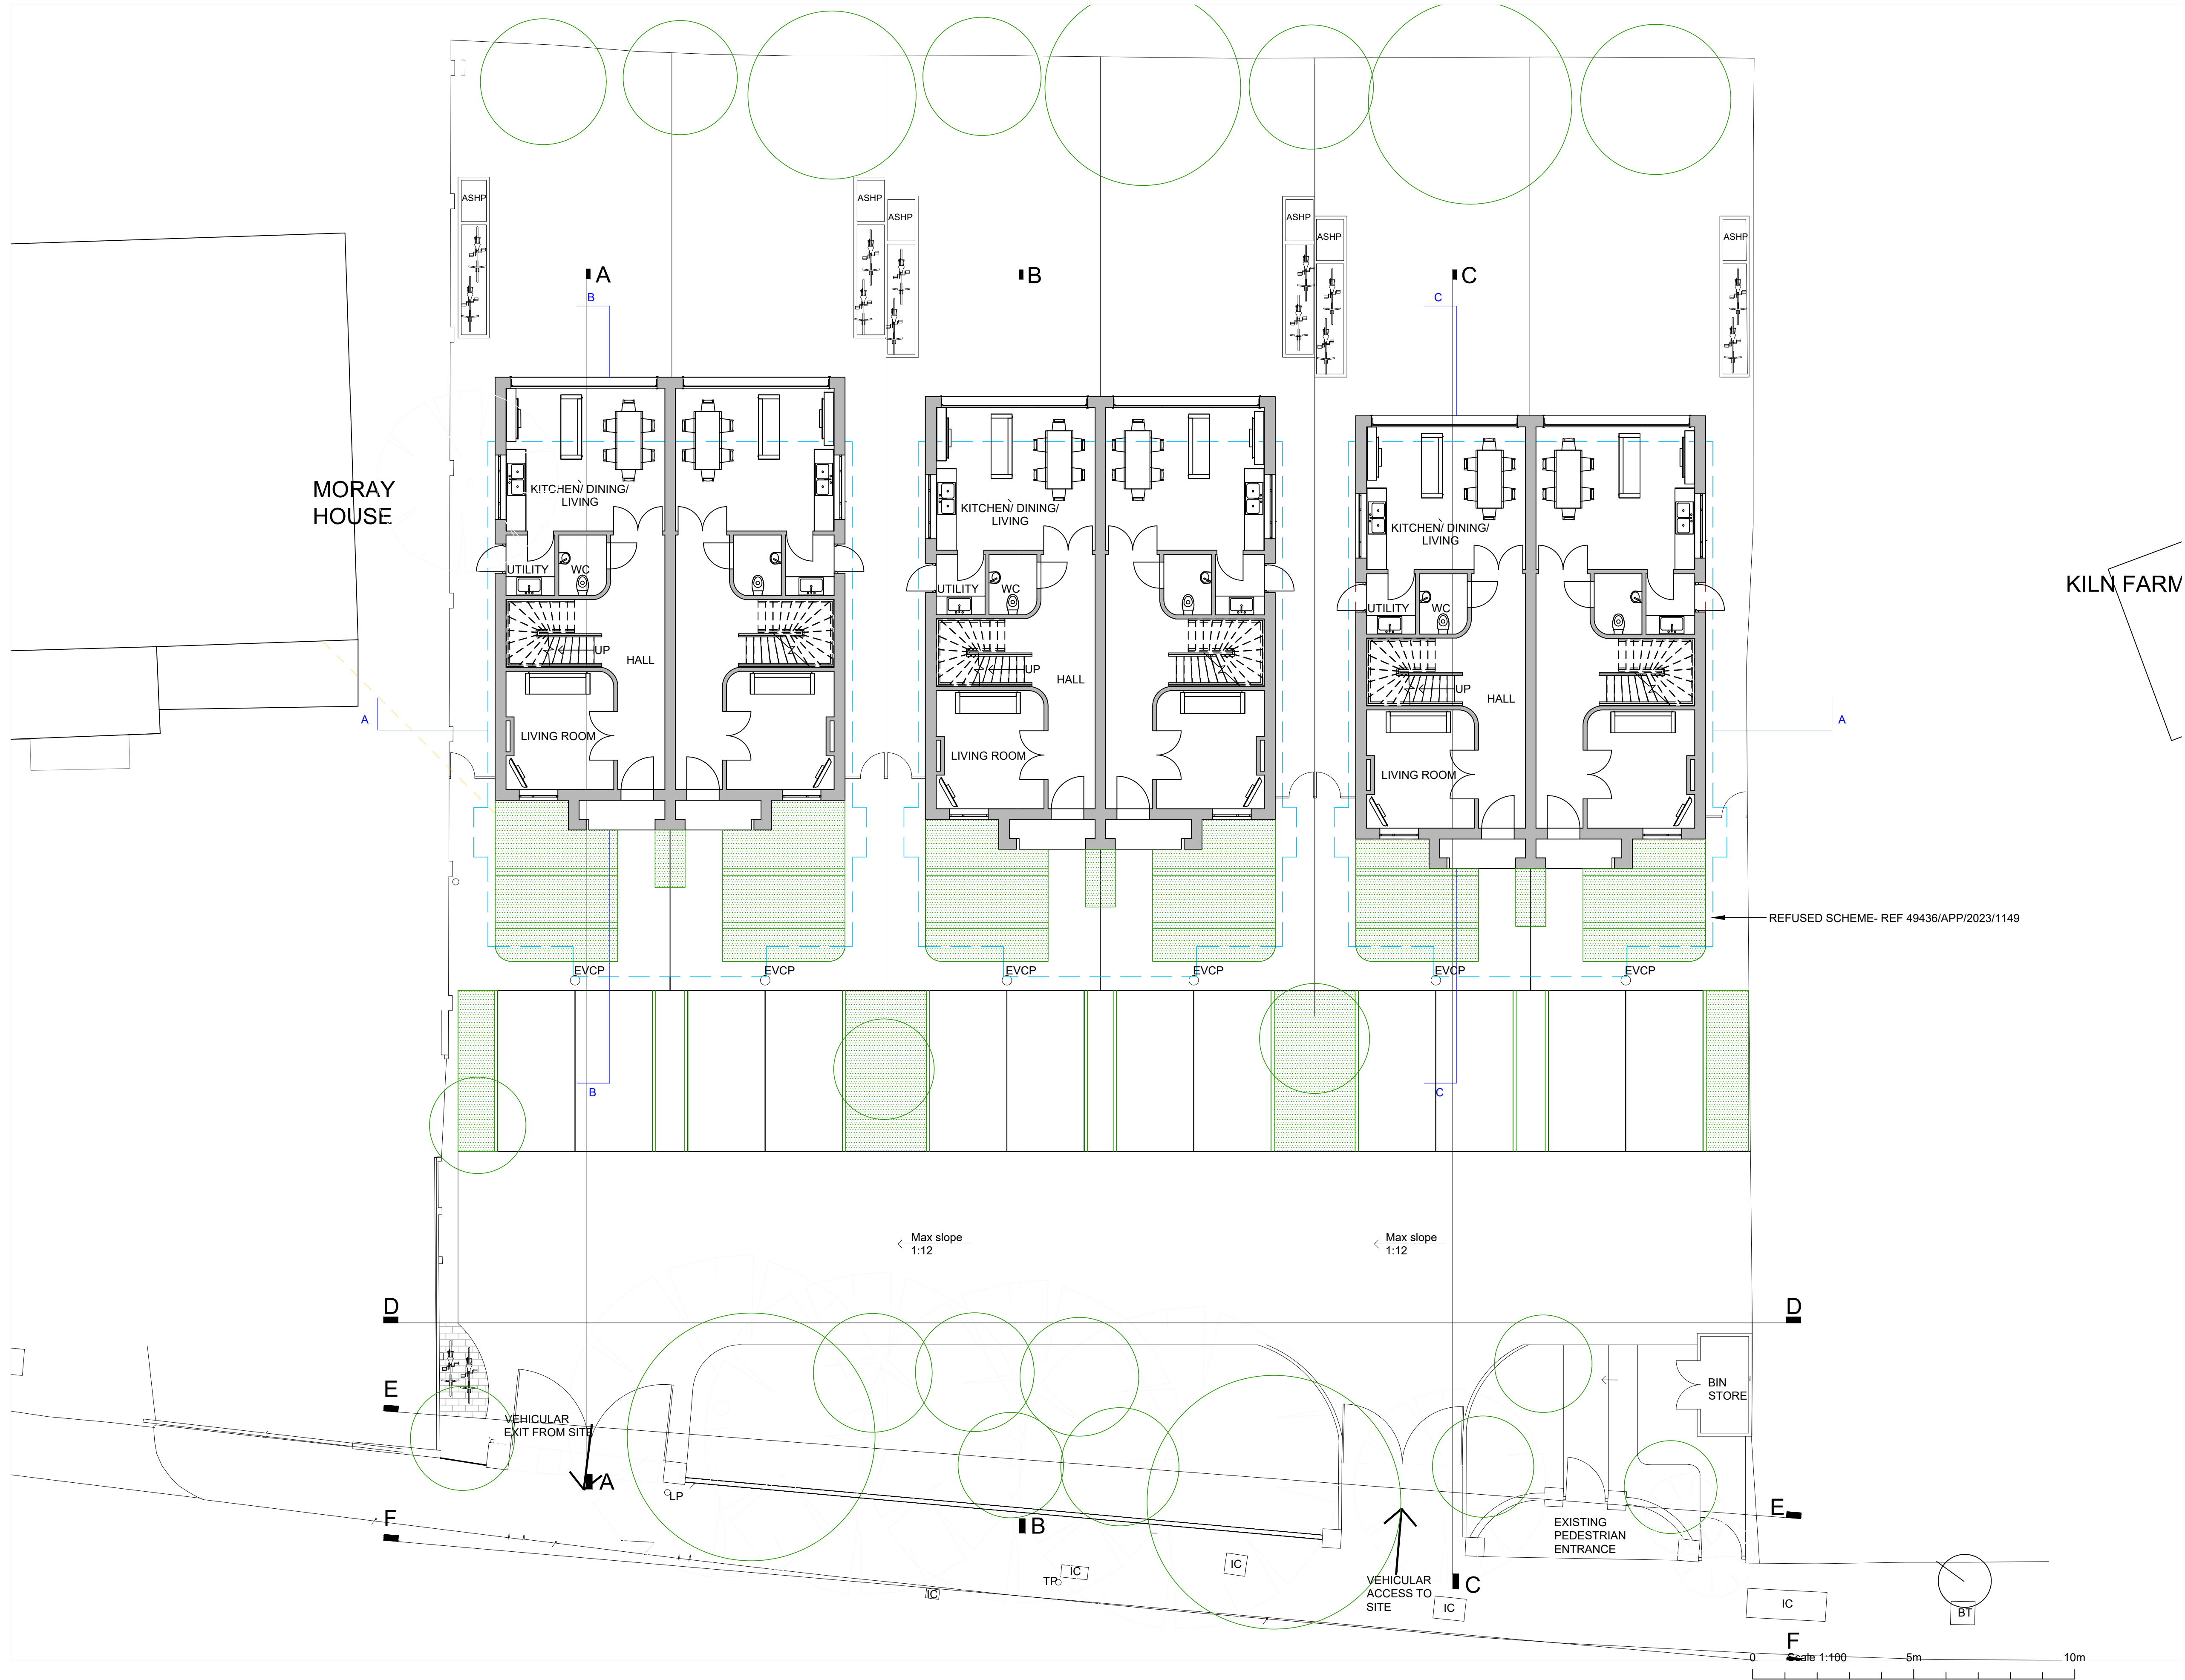 ASHP
ASHP
ASHP
ASHP
ASHP
ASHP
A
B
C
B
C
MORAY
HOUSE
KITCHEN/ DINING/
LIVING
KITCHEN/ DINING/
LIVING
KITCHEN/ DINING/
LIVING
UTILITY
WC
UTILITY
WC
UTILITY
WC
KILN FARM
UP
HALL
UP
HALL
UP
HALL
A
A
LIVING ROOM
LIVING ROOM
LIVING ROOM
REFUSED SCHEME- REF 49436/APP/2023/1149
EVCP
EVCP
EVCP
EVCP
EVCP
EVCP
B
C
Max slope
1:12
Max slope
1:12
D
D
E
BIN
STORE
VEHICULAR
EXIT FROM SITE
A
LP
E
F
B
EXISTING
PEDESTRIAN
ENTRANCE
IC
IC
TP
IC
VEHICULAR
ACCESS TO
SITE
C
IC
IC
BT
F
0
Scale 1:100
5m
10m